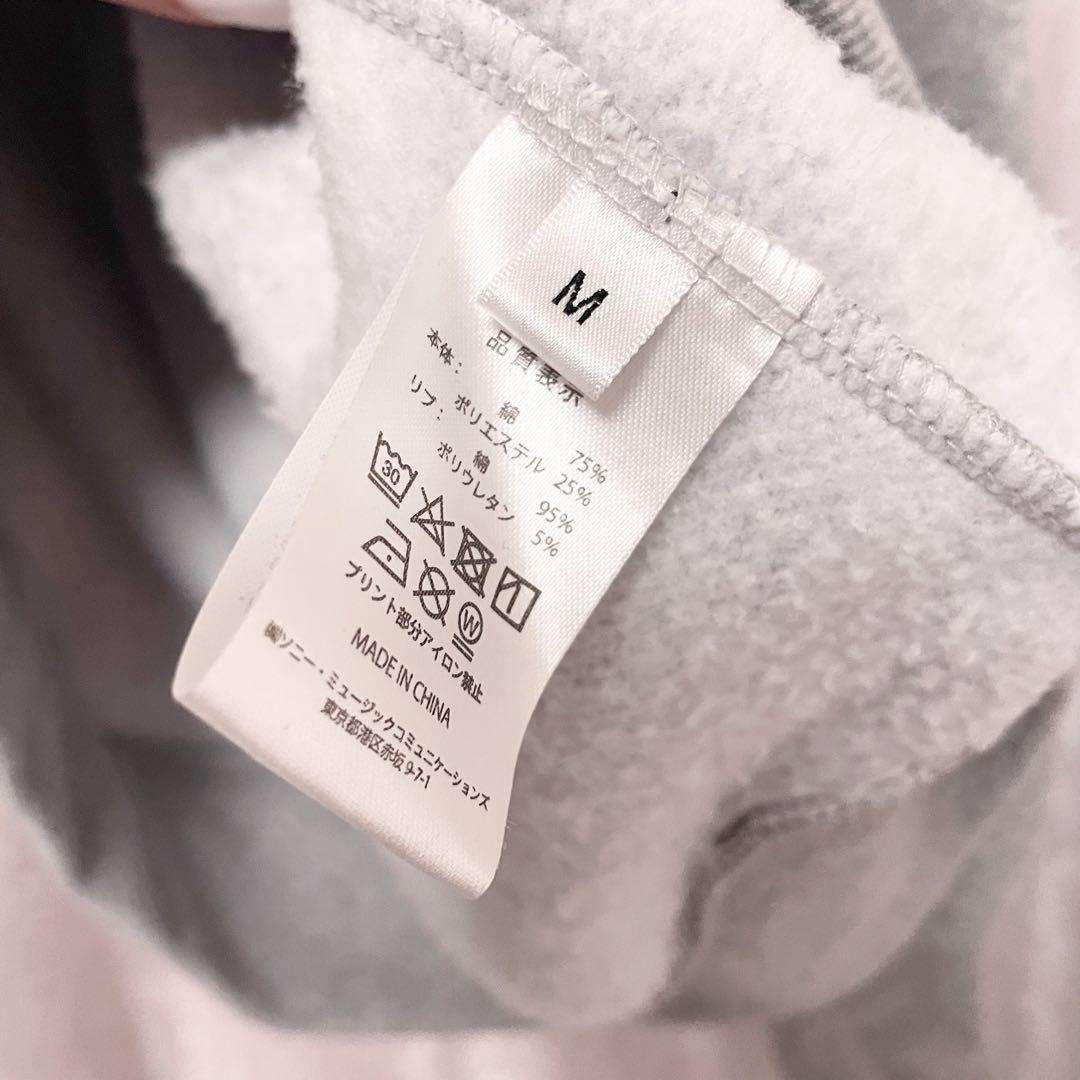 M
品質表示
本体: 綿 75%
ポリエステル 25%
リブ: 綿 95%
ポリウレタン 5%
30
W
プリント部分アイロン禁止
MADE IN CHINA
㈱ソニー・ミュージックコミュニケーションズ
東京都港区赤坂 9-7-1